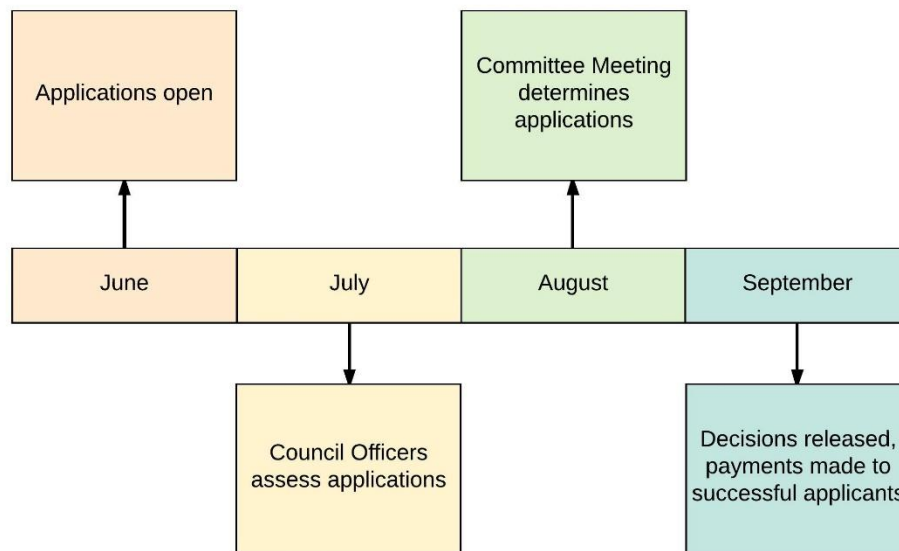 Applications open
Committee Meeting
determines
applications
June
July
August
September
Council Officers
assess applications
Decisions released,
payments made to
successful applicants